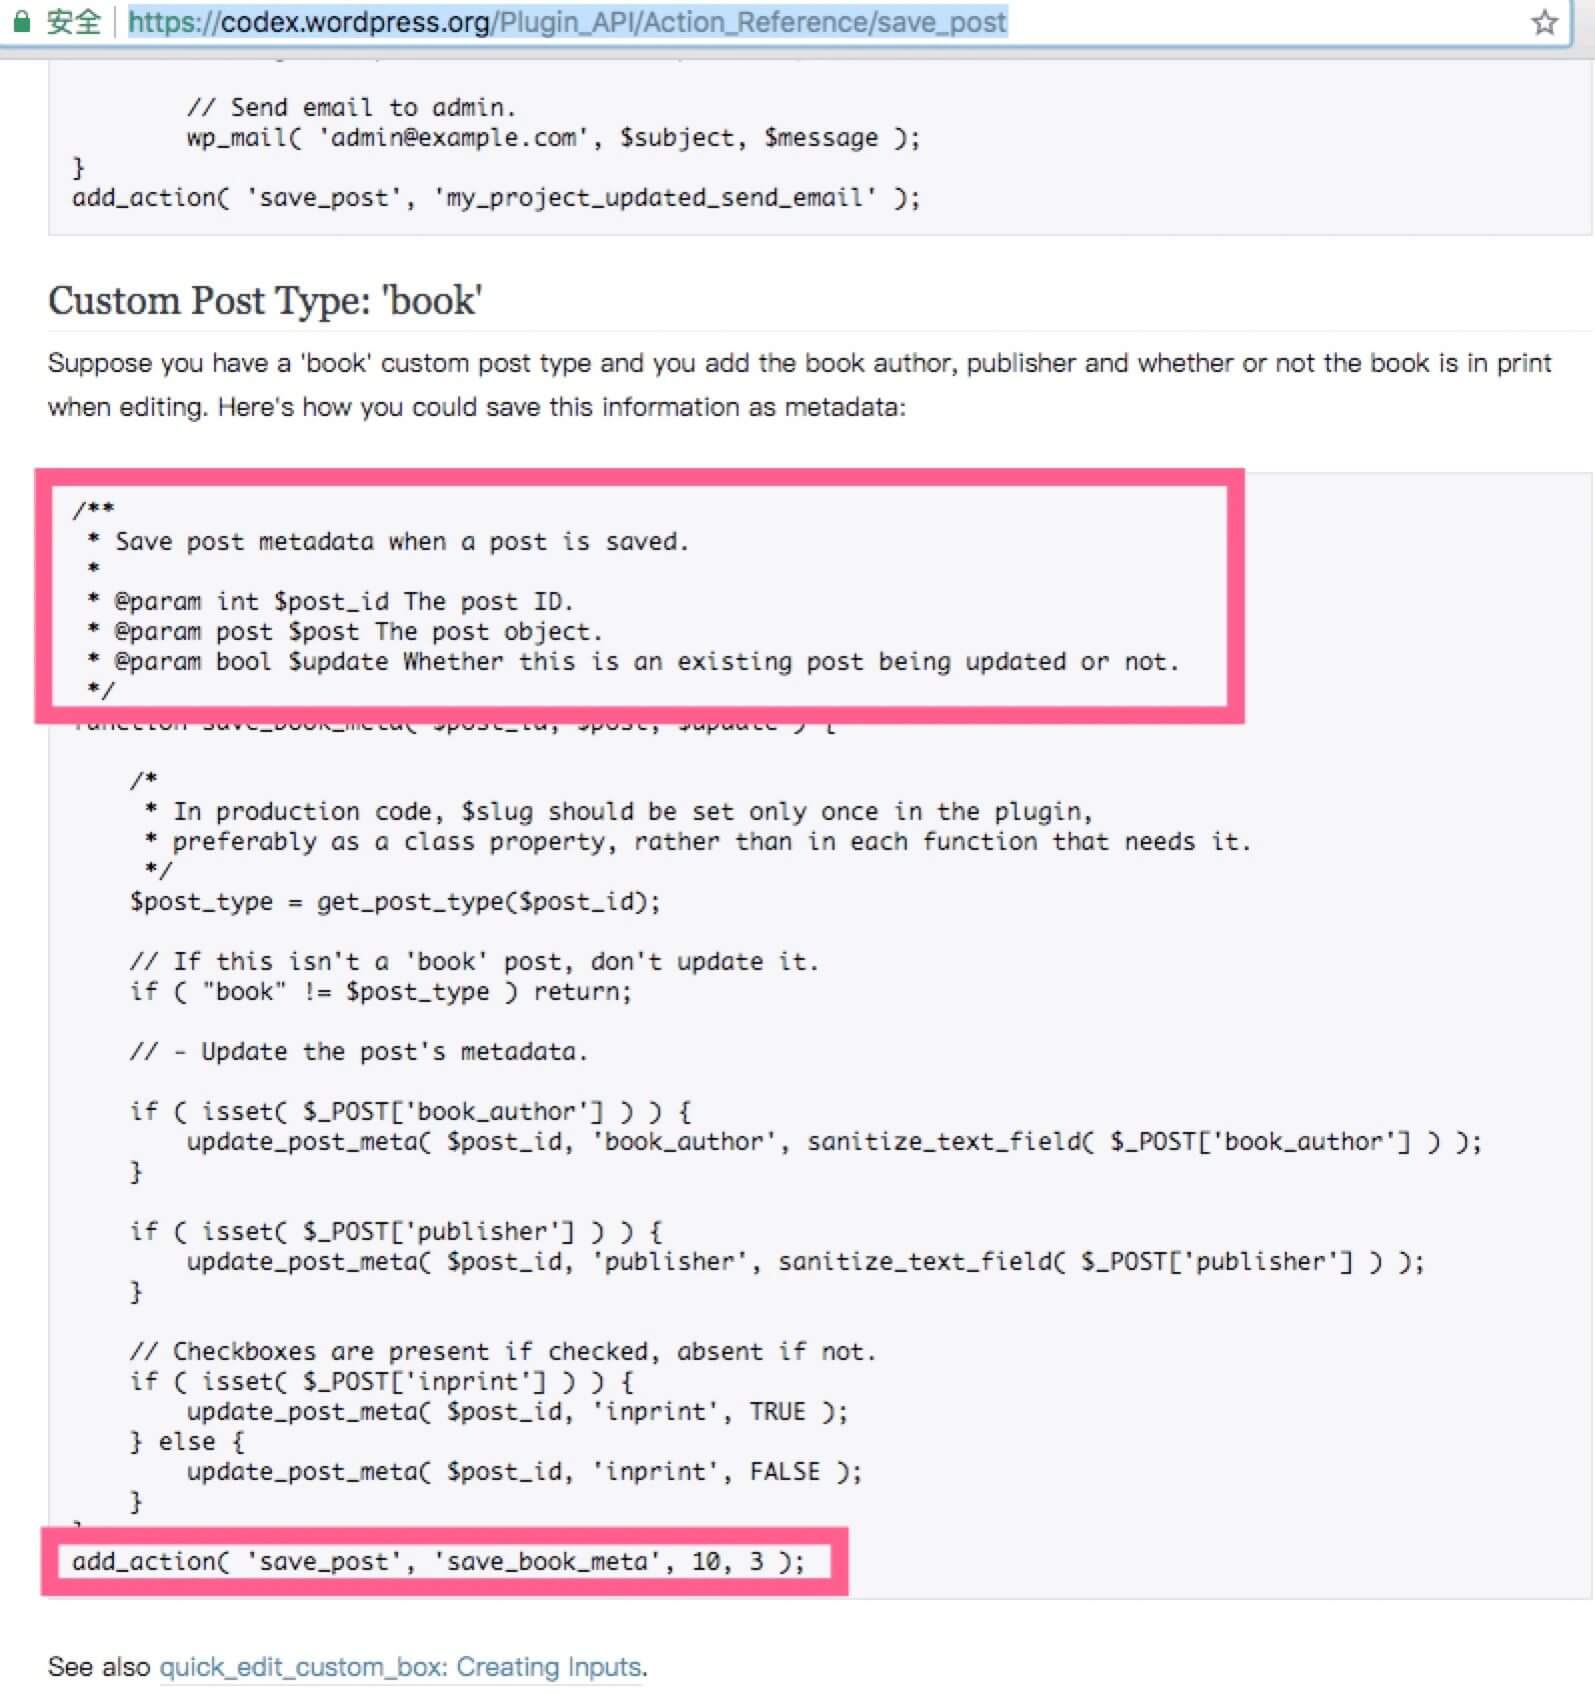 安全 https://codex.wordpress.org/Plugin_API/Action_Reference/save_post
// Send email to admin.
wp_mail( 'admin@example.com', $subject, $message );
}
add_action( 'save_post', 'my_project_updated_send_email' );
Custom Post Type: 'book'
Suppose you have a 'book' custom post type and you add the book author, publisher and whether or not the book is in print
when editing. Here's how you could save this information as metadata:
/**
* Save post metadata when a post is saved.
*
* @param int $post_id The post ID.
* @param post $post The post object.
* @param bool $update Whether this is an existing post being updated or not.
*/
function save_book_meta( $post_id, $post, $update ) {
/*
* In production code, $slug should be set only once in the plugin,
* preferably as a class property, rather than in each function that needs it.
*/
$post_type = get_post_type($post_id);
// If this isn't a 'book' post, don't update it.
if ( "book" != $post_type ) return;
// - Update the post's metadata.
if ( isset( $_POST['book_author'] ) ) {
update_post_meta( $post_id, 'book_author', sanitize_text_field( $_POST['book_author'] ) );
}
if ( isset( $_POST['publisher'] ) ) {
update_post_meta( $post_id, 'publisher', sanitize_text_field( $_POST['publisher'] ) );
}
// Checkboxes are present if checked, absent if not.
if ( isset( $_POST['inprint'] ) ) {
update_post_meta( $post_id, 'inprint', TRUE );
} else {
update_post_meta( $post_id, 'inprint', FALSE );
}
add_action( 'save_post', 'save_book_meta', 10, 3 );
See also quick_edit_custom_box: Creating Inputs.